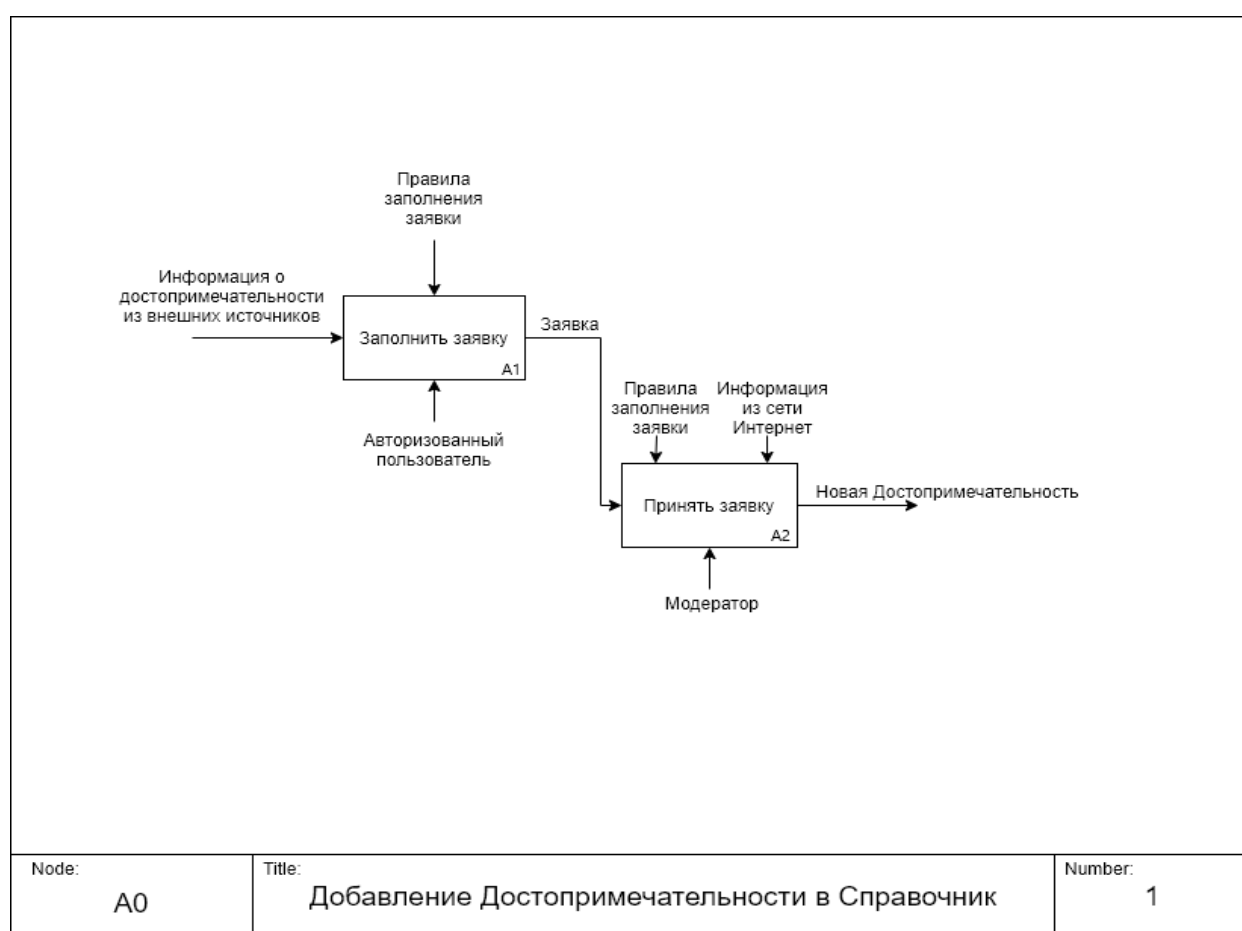 Правила
заполнения
заявки
Информация о
достопримечательности
из внешних источников
Заполнить заявку
A1
Заявка
Авторизованный
пользователь
Правила
заполнения
заявки
Информация
из сети
Интернет
Принять заявку
A2
Новая Достопримечательность
Модератор
Node:
A0
Title:
Добавление Достопримечательности в Справочник
Number:
1